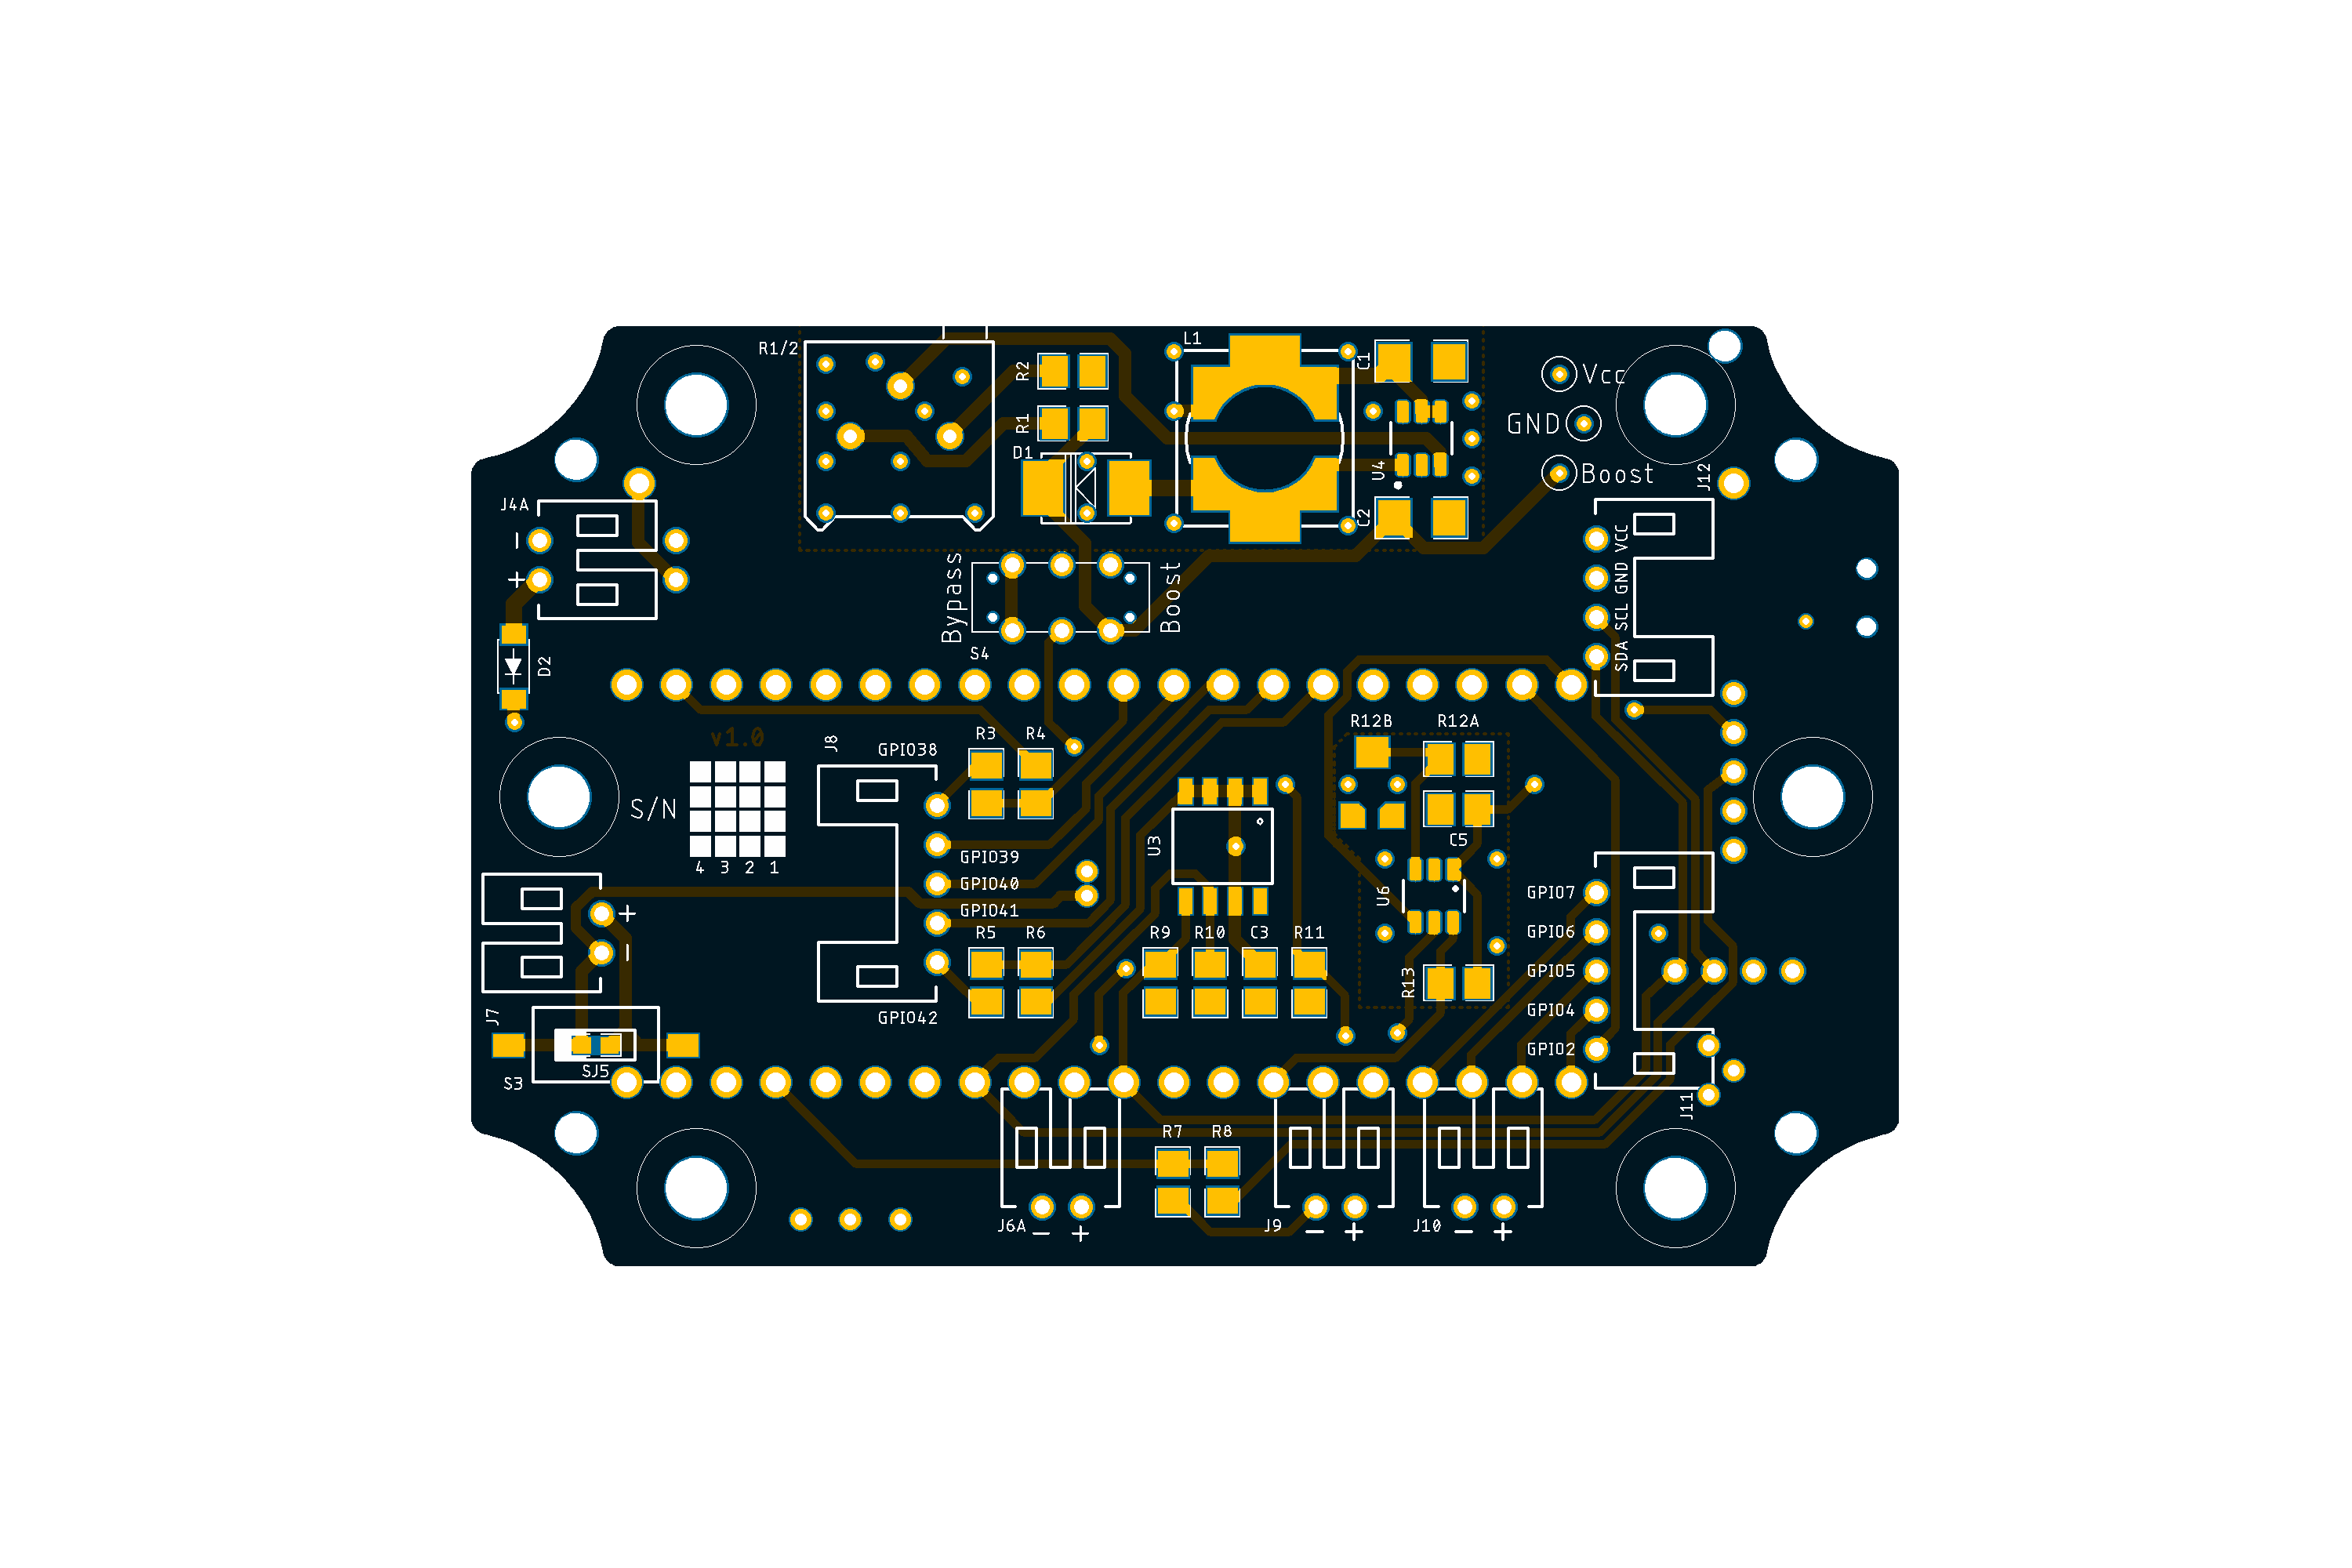 L1
R1/2
C1
R2
Vcc
R1
GND
D1
U4
Boost
J12
J4A
C2
−
VCC
+
GND
Bypass
Boost
SCL
S4
SDA
D2
R12B
R12A
v1.0
J8
GPIO38
R3
R4
S/N
4 3 2 1
U3
C5
GPIO39
GPIO40
GPIO41
U6
GPIO7
+
−
R5
R6
R9
R10
C3
R11
GPIO6
R13
GPIO5
J7
GPIO42
GPIO4
GPIO2
S3
SJ5
J11
R7
R8
J6A
− +
J9
− +
J10
− +